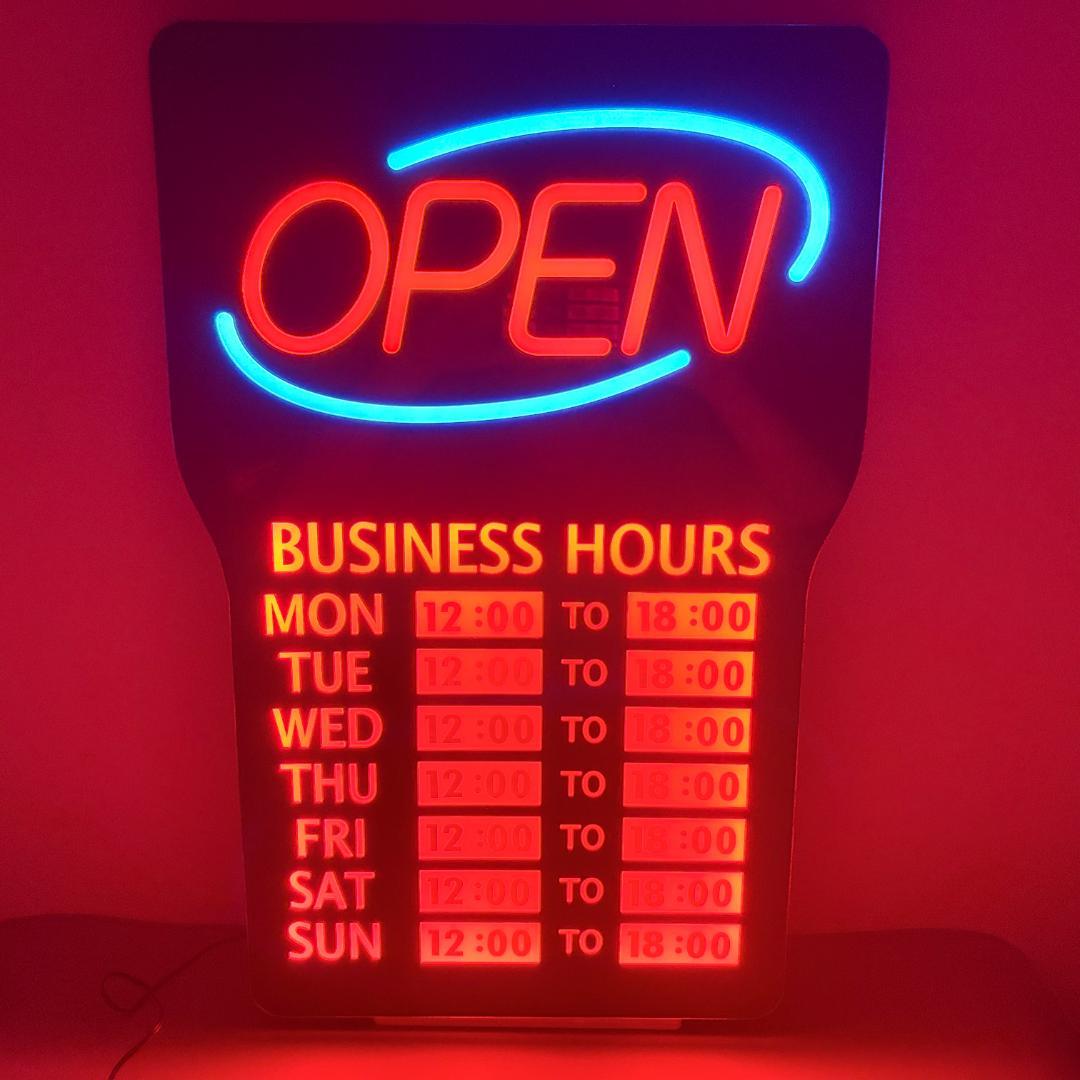 OPEN
BUSINESS HOURS
MON 12:00 TO 18:00
TUE 12:00 TO 18:00
WED 12:00 TO 18:00
THU 12:00 TO 18:00
FRI 12:00 TO 18:00
SAT 12:00 TO 18:00
SUN 12:00 TO 18:00